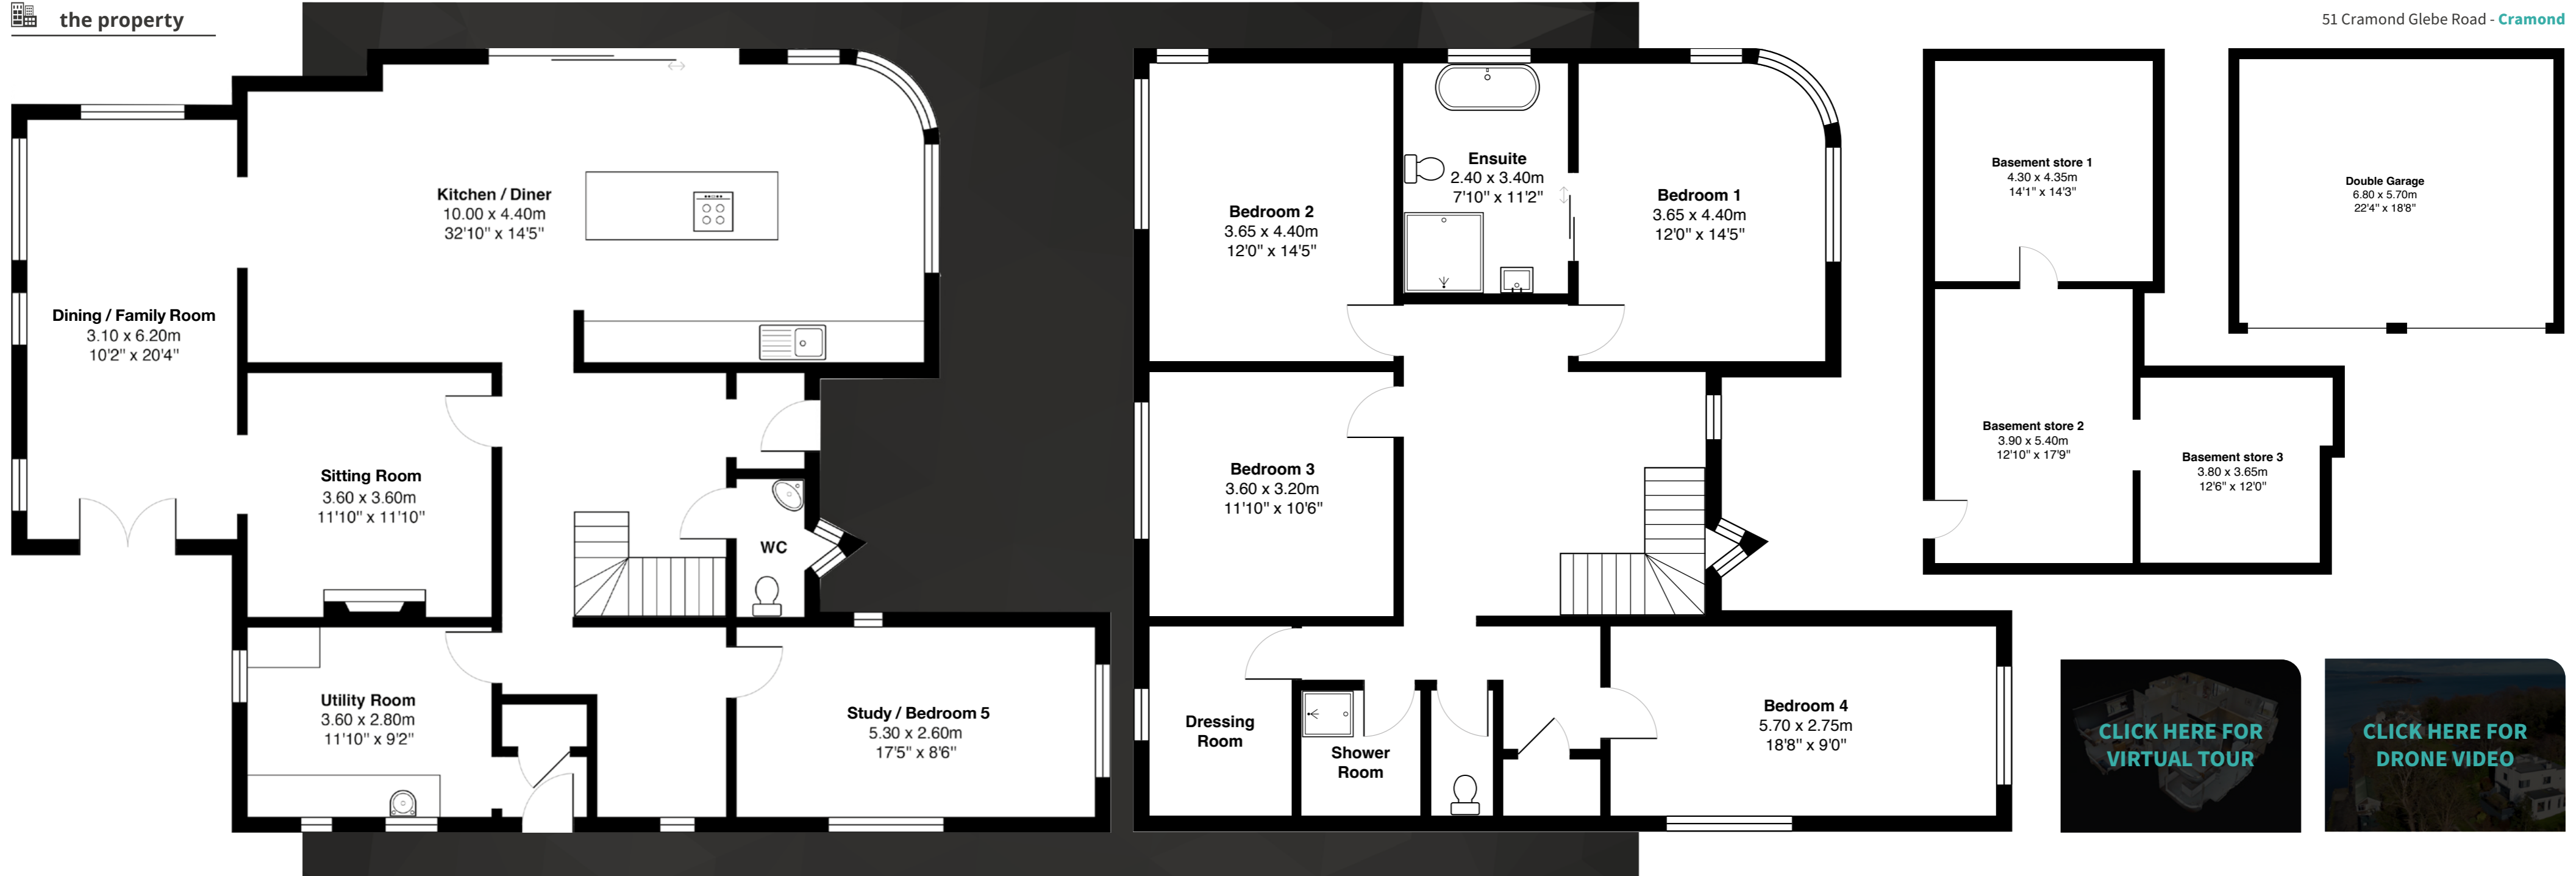 the property
51 Cramond Glebe Road - Cramond
Kitchen / Diner
10.00 x 4.40m
32'10" x 14'5"
Dining / Family Room
3.10 x 6.20m
10'2" x 20'4"
Sitting Room
3.60 x 3.60m
11'10" x 11'10"
WC
Utility Room
3.60 x 2.80m
11'10" x 9'2"
Study / Bedroom 5
5.30 x 2.60m
17'5" x 8'6"
Bedroom 2
3.65 x 4.40m
12'0" x 14'5"
Ensuite
2.40 x 3.40m
7'10" x 11'2"
Bedroom 1
3.65 x 4.40m
12'0" x 14'5"
Bedroom 3
3.60 x 3.20m
11'10" x 10'6"
Dressing
Room
Shower
Room
Bedroom 4
5.70 x 2.75m
18'8" x 9'0"
Basement store 1
4.30 x 4.35m
14'1" x 14'3"
Basement store 2
3.90 x 5.40m
12'10" x 17'9"
Basement store 3
3.80 x 3.65m
12'6" x 12'0"
Double Garage
6.80 x 5.70m
22'4" x 18'8"
CLICK HERE FOR
VIRTUAL TOUR
CLICK HERE FOR
DRONE VIDEO